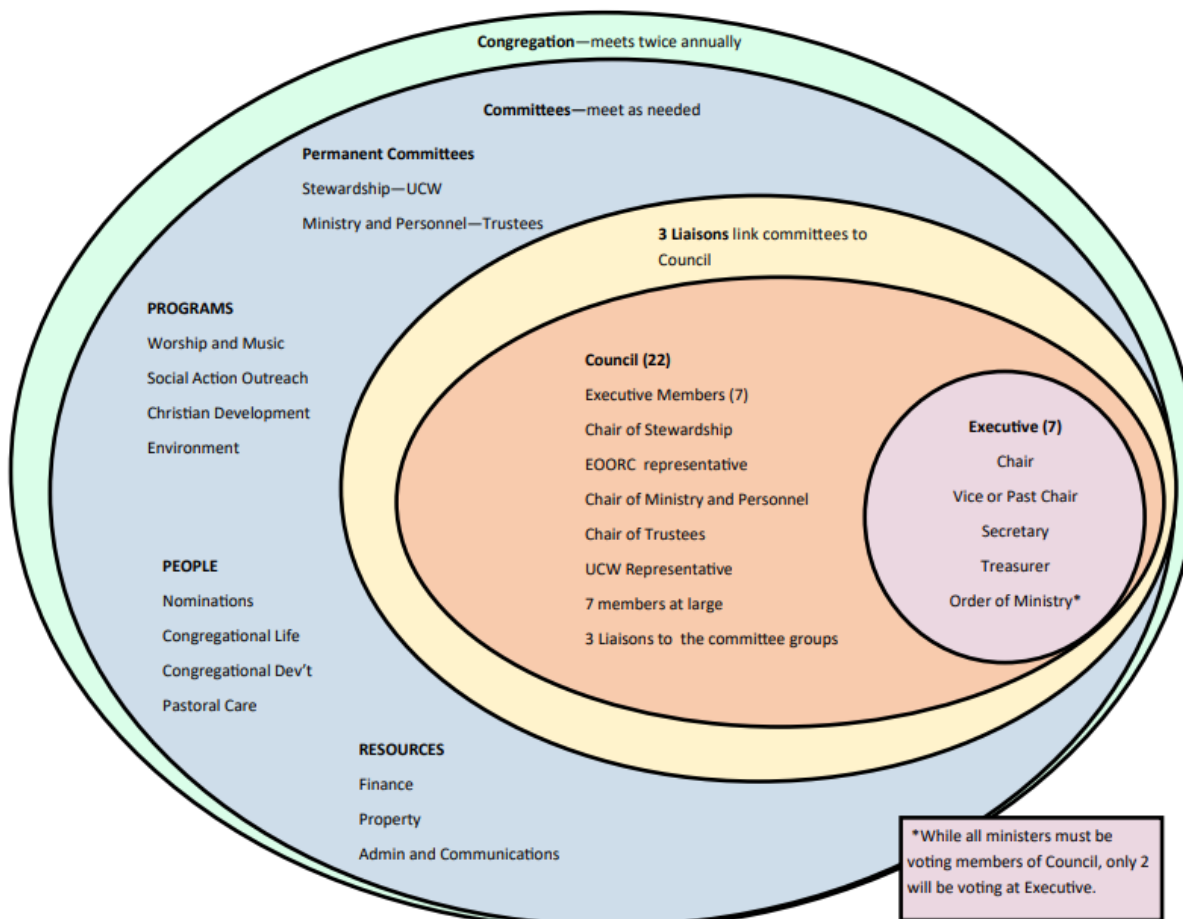 Congregation—meets twice annually
Committees—meet as needed
Permanent Committees
Stewardship—UCW
Ministry and Personnel—Trustees
3 Liaisons link committees to
Council
PROGRAMS
Worship and Music
Social Action Outreach
Christian Development
Environment
Council (22)
Executive Members (7)
Chair of Stewardship
EOORC representative
Chair of Ministry and Personnel
Chair of Trustees
UCW Representative
7 members at large
3 Liaisons to the committee groups
Executive (7)
Chair
Vice or Past Chair
Secretary
Treasurer
Order of Ministry*
PEOPLE
Nominations
Congregational Life
Congregational Dev't
Pastoral Care
RESOURCES
Finance
Property
Admin and Communications
*While all ministers must be
voting members of Council, only 2
will be voting at Executive.